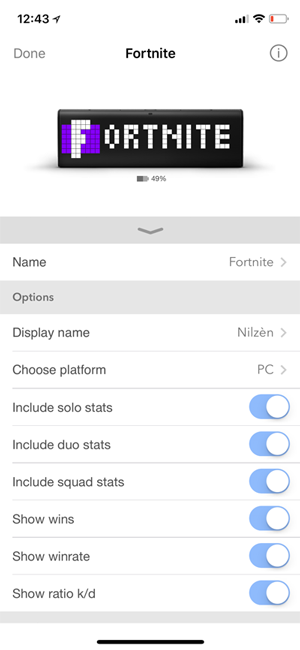 12:43
Done Fortnite
FORTNITE
49%
Name Fortnite
Options
Display name Nilzèn
Choose platform PC
Include solo stats
Include duo stats
Include squad stats
Show wins
Show winrate
Show ratio k/d